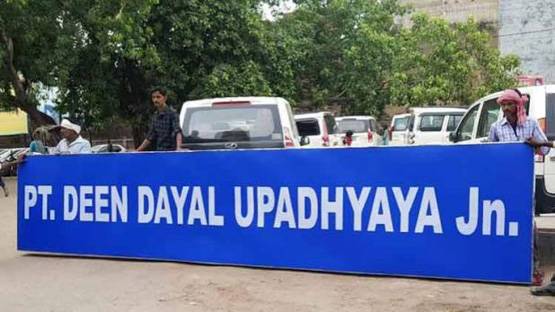 PT. DEEN DAYAL UPADHYAYA Jn.